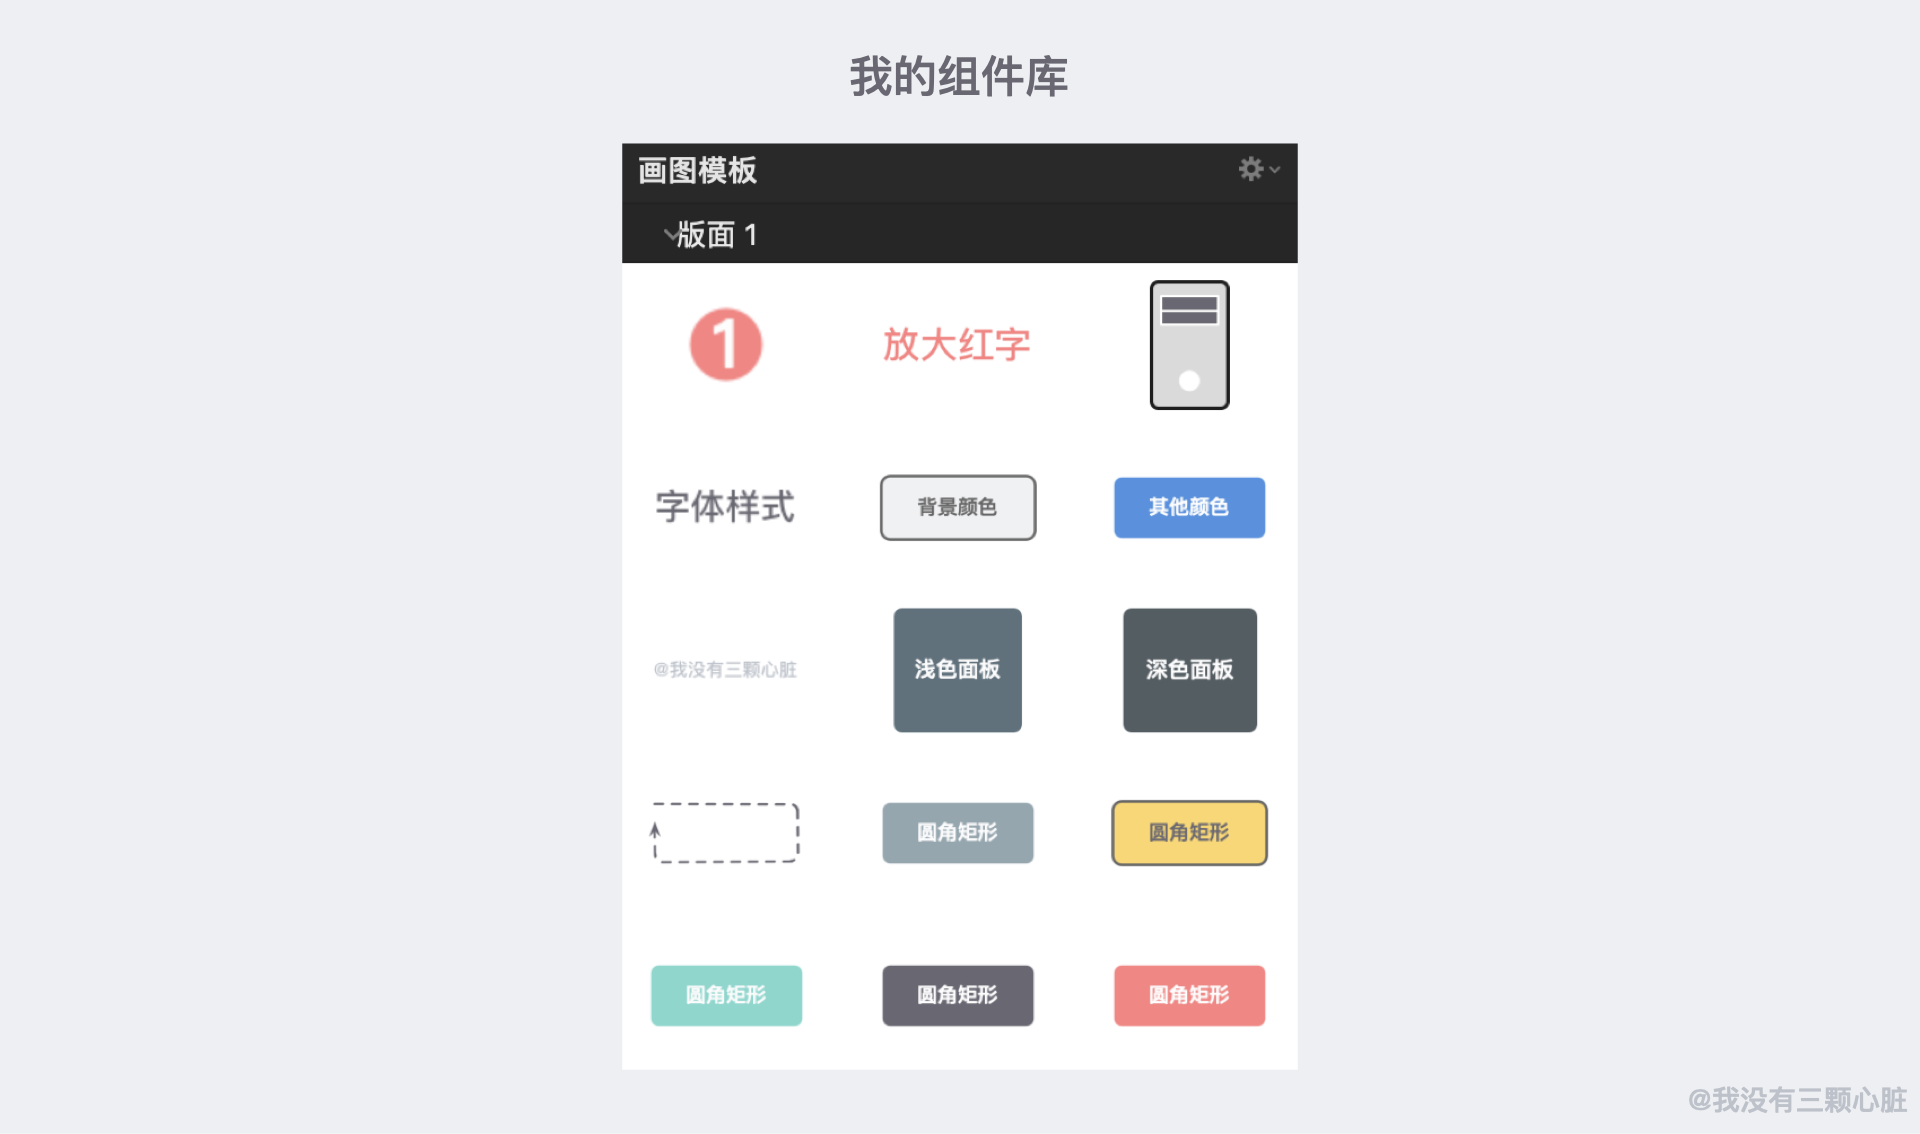 我的组件库
画图模板
版面 1
1
放大红字
字体样式
背景颜色
其他颜色
@我没有三颗心脏
浅色面板
深色面板
圆角矩形
圆角矩形
圆角矩形
圆角矩形
圆角矩形
@我没有三颗心脏